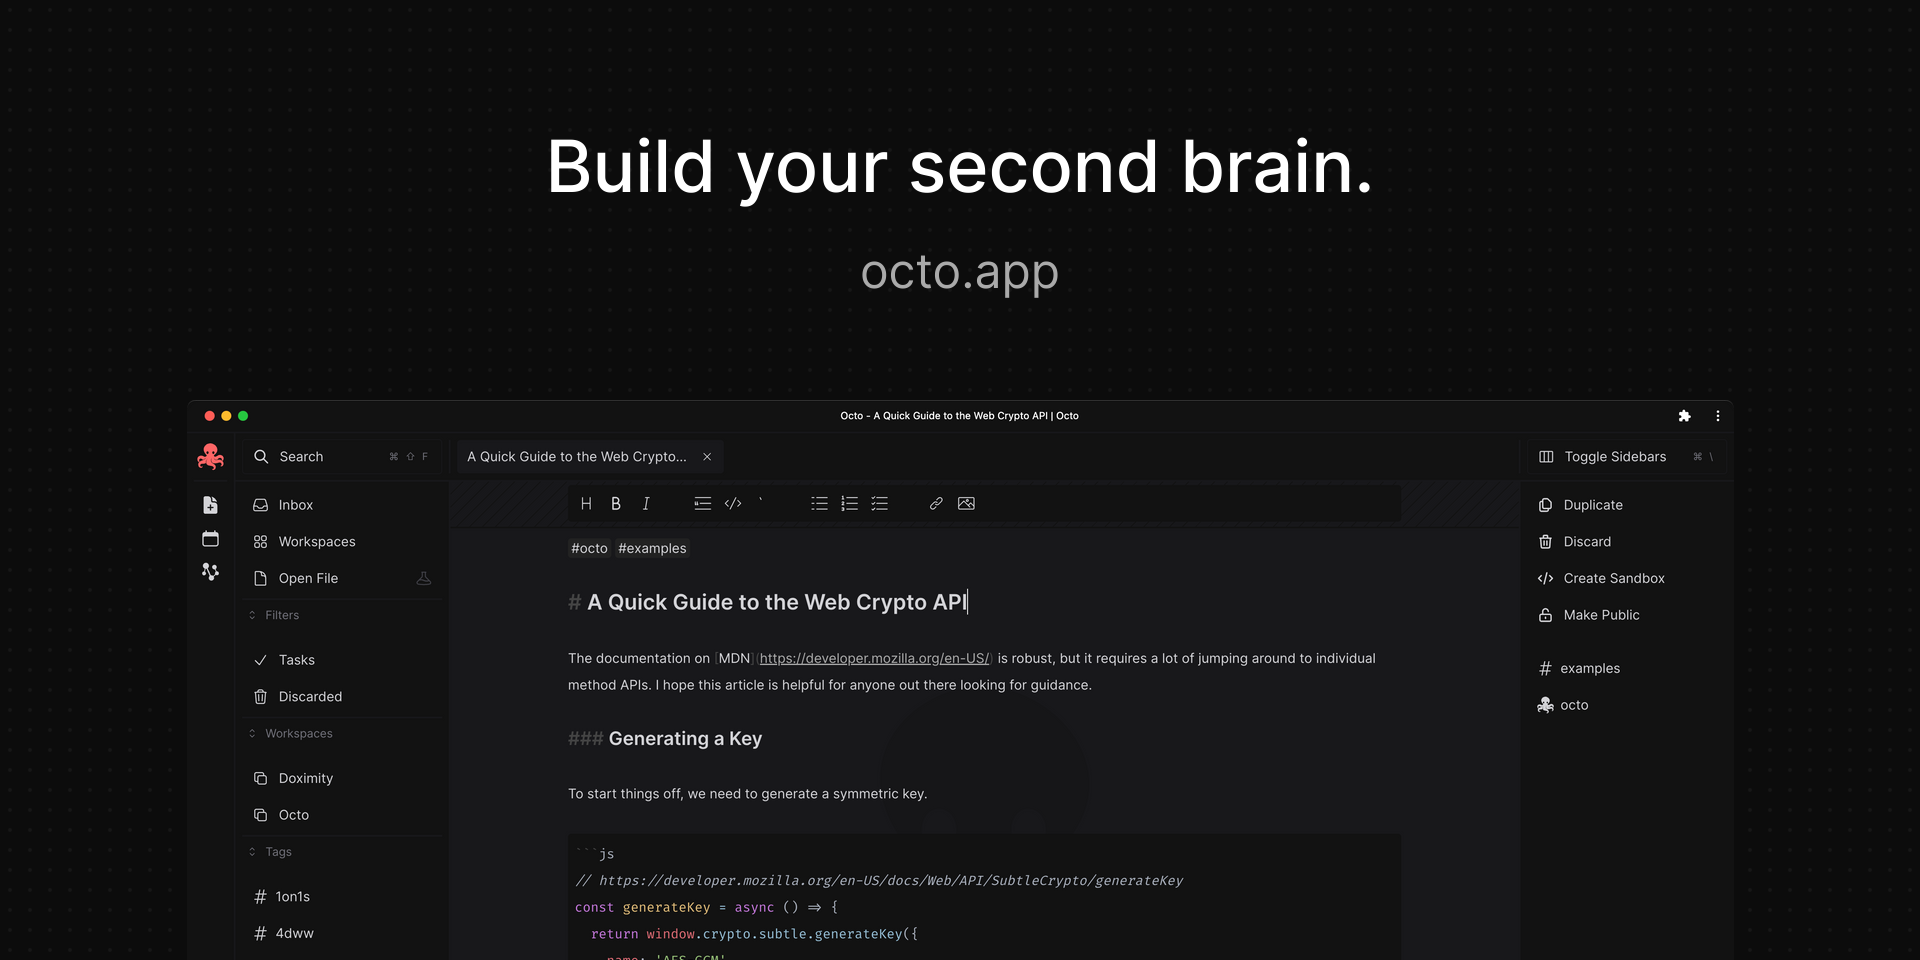 Build your second brain.
octo.app
Octo - A Quick Guide to the Web Crypto API | Octo
Search ⌘ ⇧ F
A Quick Guide to the Web Crypto... ×
Toggle Sidebars ⌘ \
Inbox
Workspaces
Open File
Filters
Tasks
Discarded
Workspaces
Doximity
Octo
Tags
# 1on1s
# 4dww
H B I </> `
#octo #examples
# A Quick Guide to the Web Crypto API
The documentation on [MDN](https://developer.mozilla.org/en-US/) is robust, but it requires a lot of jumping around to individual
method APIs. I hope this article is helpful for anyone out there looking for guidance.
### Generating a Key
To start things off, we need to generate a symmetric key.
```js
// https://developer.mozilla.org/en-US/docs/Web/API/SubtleCrypto/generateKey
const generateKey = async () => {
return window.crypto.subtle.generateKey({
name: 'AES-GCM'
Duplicate
Discard
</> Create Sandbox
Make Public
# examples
octo